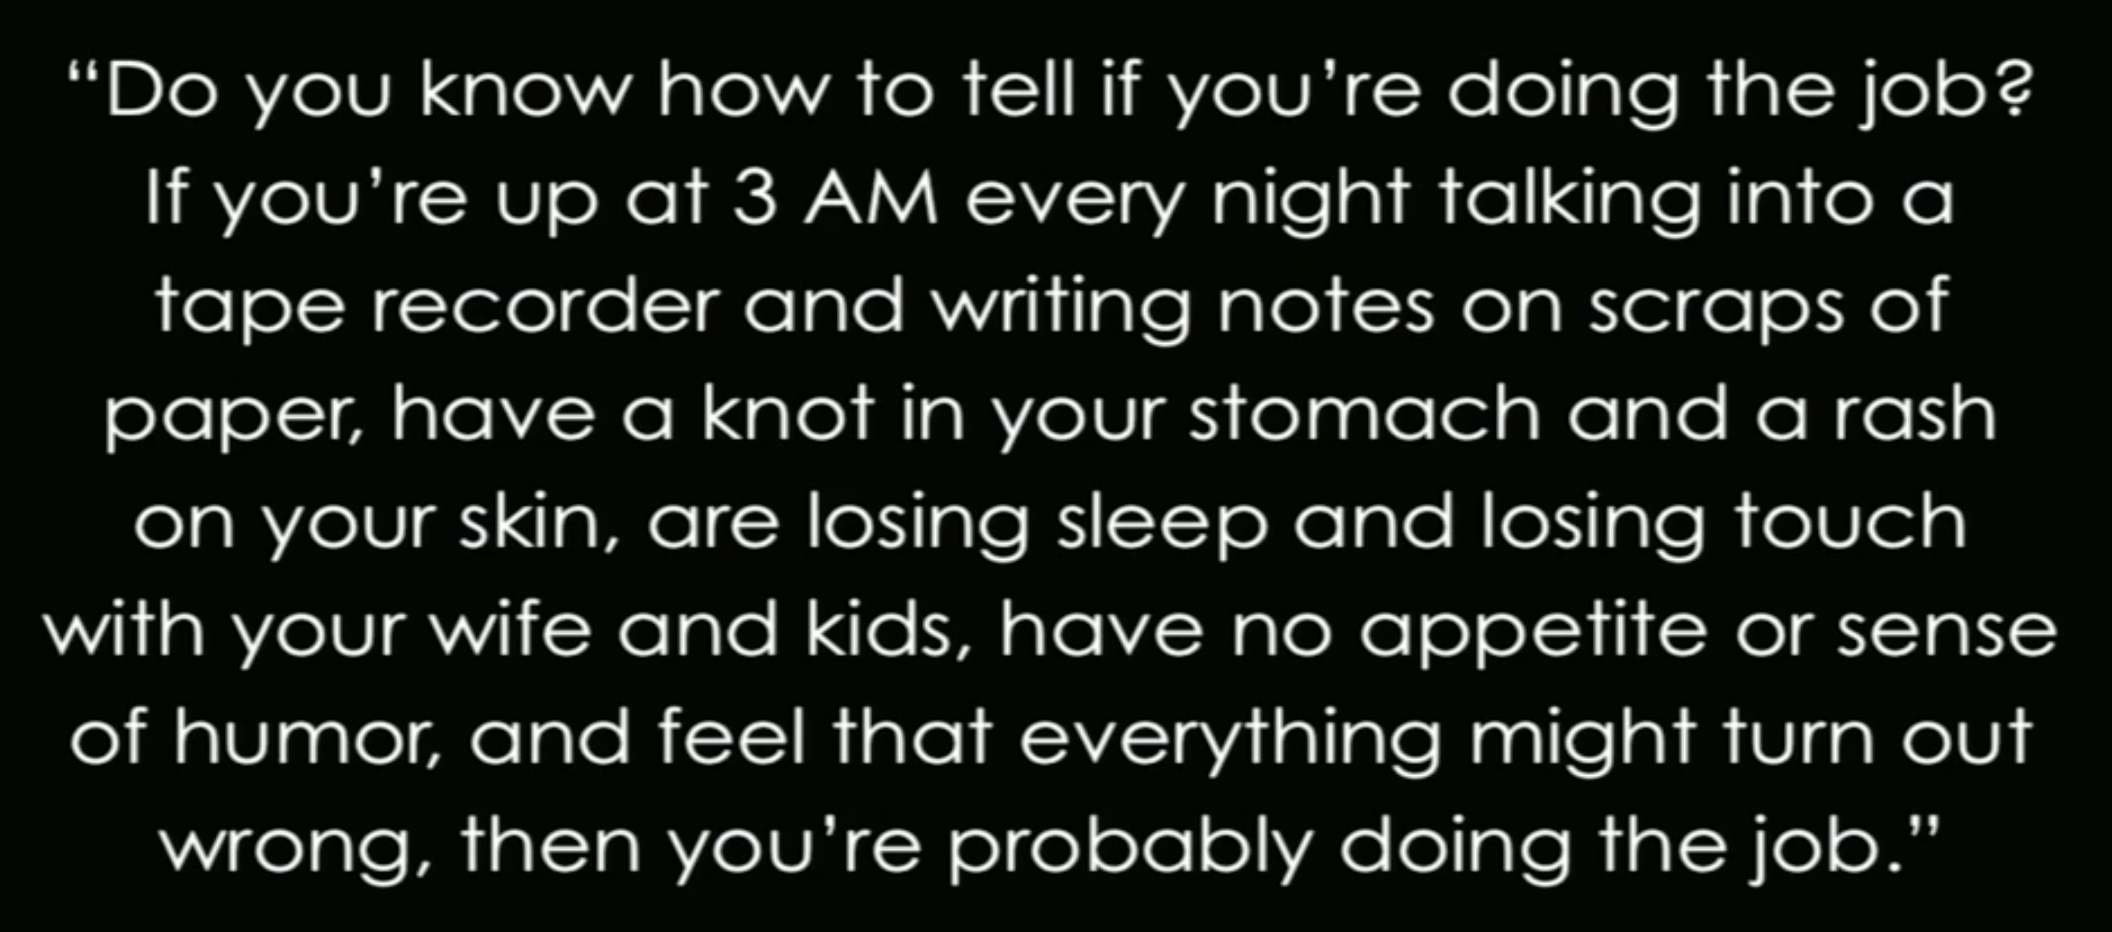 “Do you know how to tell if you’re doing the job?
If you’re up at 3 AM every night talking into a
tape recorder and writing notes on scraps of
paper, have a knot in your stomach and a rash
on your skin, are losing sleep and losing touch
with your wife and kids, have no appetite or sense
of humor, and feel that everything might turn out
wrong, then you’re probably doing the job.”